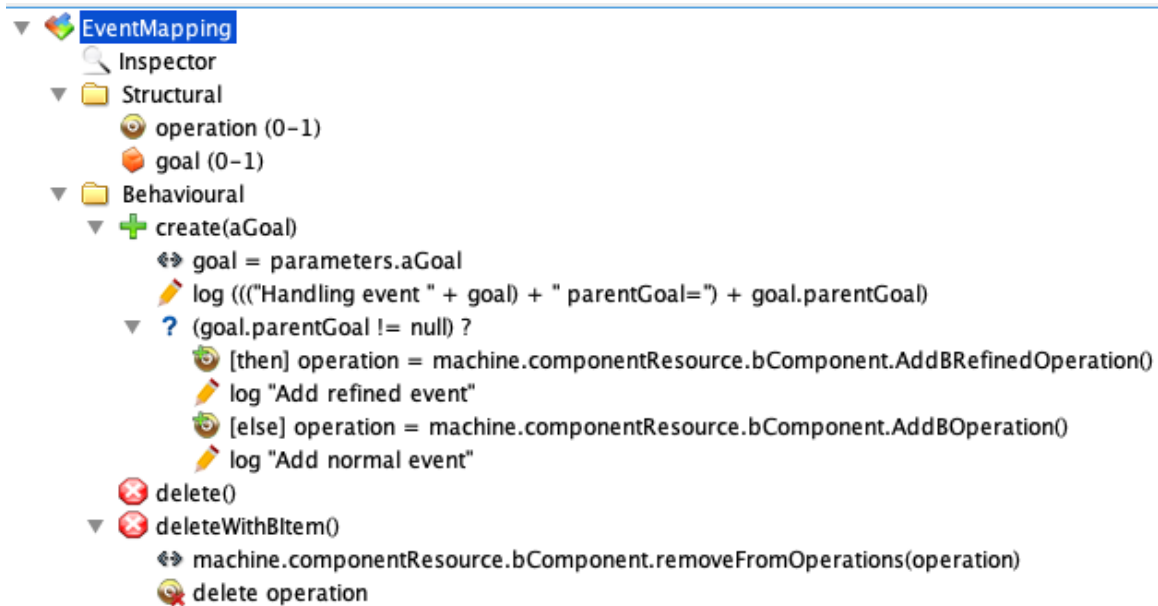 EventMapping
Inspector
Structural
operation (0-1)
goal (0-1)
Behavioural
create(aGoal)
goal = parameters.aGoal
log ((("Handling event " + goal) + " parentGoal=") + goal.parentGoal)
? (goal.parentGoal != null) ?
[then] operation = machine.componentResource.bComponent.AddBRefinedOperation()
log "Add refined event"
[else] operation = machine.componentResource.bComponent.AddBOperation()
log "Add normal event"
delete()
deleteWithBItem()
machine.componentResource.bComponent.removeFromOperations(operation)
delete operation